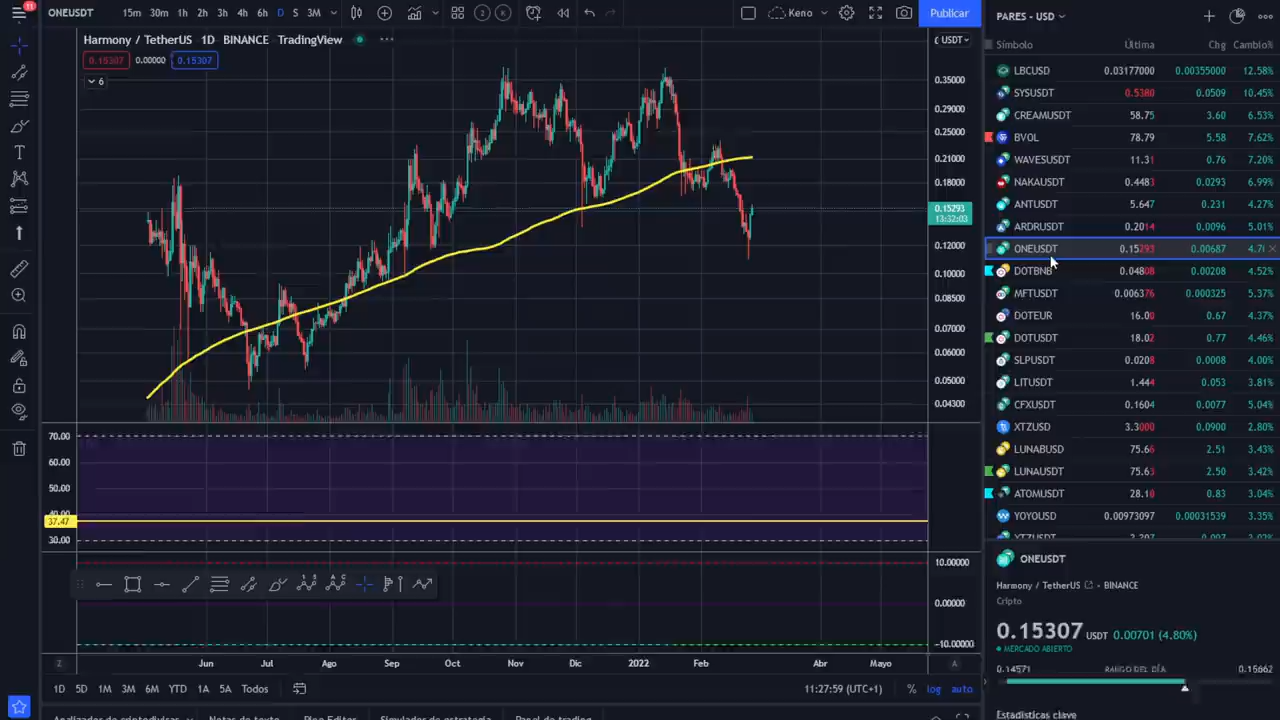 11
ONEUSDT 15m 30m 1h 2h 3h 4h 6h D S 3M 2 K Keno Publicar
Harmony / TetherUS 1D BINANCE TradingView
0.15307 0.00000 0.15307
6
USDT
0.35000
0.29000
0.25000
0.21000
0.18000
0.15293
13:32:03
0.12000
0.10000
0.08500
0.07000
0.06000
0.05000
0.04300
70.00
60.00
50.00
40.00
37.47
30.00
10.00000
0.00000
-10.00000
Z Jun Jul Ago Sep Oct Nov Dic 2022 Feb Abr Mayo A
1D 5D 1M 3M 6M YTD 1A 5A Todos 11:27:59 (UTC+1) % log auto
Analizador de criptodivisas Notas de texto Pine Editor Simulador de estrategia Panel de trading
PARES - USD
Símbolo Última Chg Cambio%
LBCUSD 0.03177000 0.00355000 12.58%
SYSUSDT 0.5380 0.0509 10.45%
CREAMUSDT 58.75 3.60 6.53%
BVOL 78.79 5.58 7.62%
WAVESUSDT 11.31 0.76 7.20%
NAKAUSDT 0.4483 0.0293 6.99%
ANTUSDT 5.647 0.231 4.27%
ARDRUSDT 0.2014 0.0096 5.01%
ONEUSDT 0.15293 0.00687
DOTBNB 0.04808 0.00208 4.52%
MFTUSDT 0.006376 0.000325 5.37%
DOTEUR 16.00 0.67 4.37%
DOTUSDT 18.02 0.77 4.46%
SLPUSDT 0.0208 0.0008 4.00%
LITUSDT 1.444 0.053 3.81%
CFXUSDT 0.1604 0.0077 5.04%
XTZUSD 3.3000 0.0900 2.80%
LUNABUSD 75.66 2.51 3.43%
LUNAUSDT 75.63 2.50 3.42%
ATOMUSDT 28.10 0.83 3.04%
YOYOUSD 0.00973097 0.00031539 3.35%
XTZUSDT
ONEUSDT
Harmony / TetherUS - BINANCE
Cripto
0.15307 USDT 0.00701 (4.80%)
MERCADO ABIERTO
0.14571 RANGO DEL DÍA 0.15662
Estadísticas clave